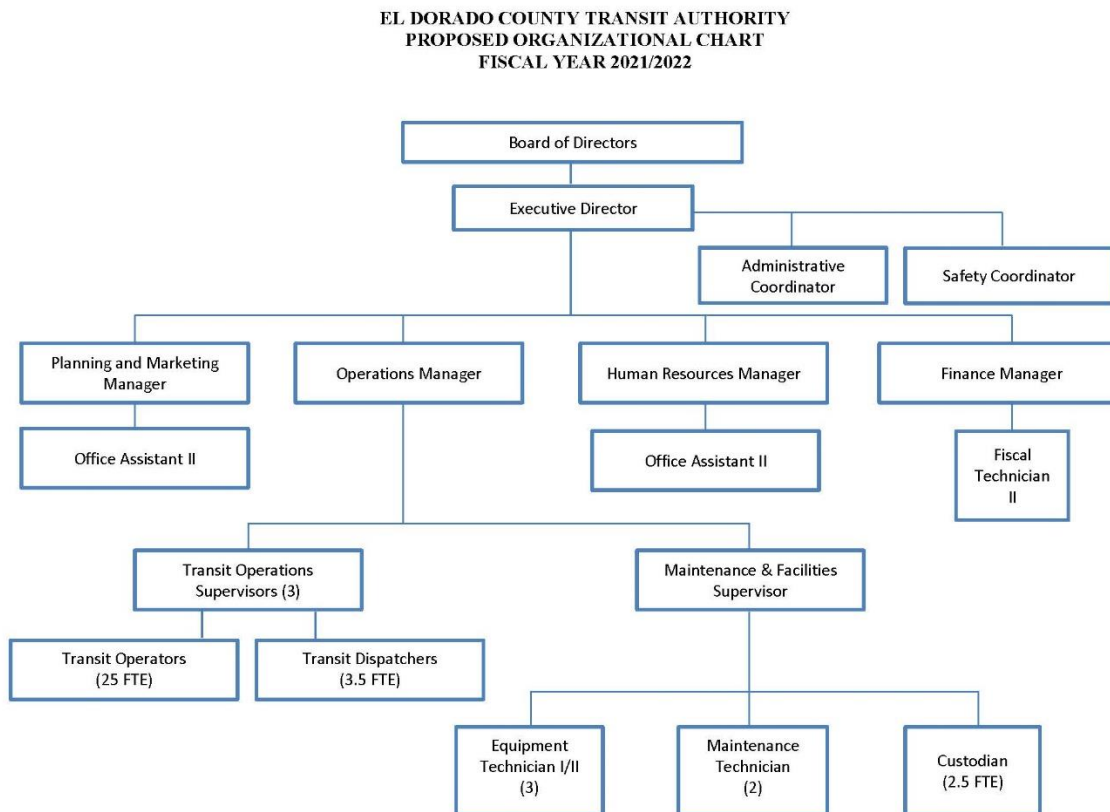 EL DORADO COUNTY TRANSIT AUTHORITY
PROPOSED ORGANIZATIONAL CHART
FISCAL YEAR 2021/2022
Board of Directors
Executive Director
Administrative
Coordinator
Safety Coordinator
Planning and Marketing
Manager
Operations Manager
Human Resources Manager
Finance Manager
Office Assistant II
Office Assistant II
Fiscal
Technician
II
Transit Operations
Supervisors (3)
Maintenance & Facilities
Supervisor
Transit Operators
(25 FTE)
Transit Dispatchers
(3.5 FTE)
Equipment
Technician I/II
(3)
Maintenance
Technician
(2)
Custodian
(2.5 FTE)